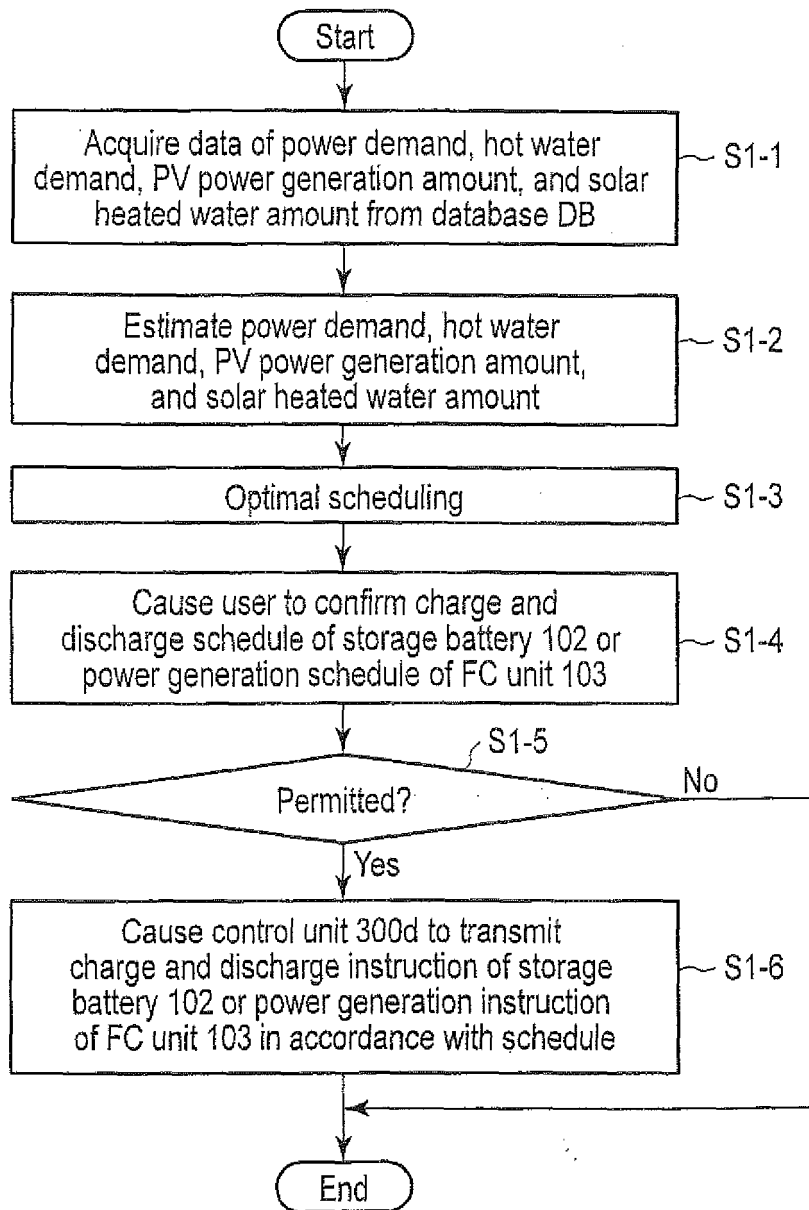 Start
Acquire data of power demand, hot water
demand, PV power generation amount, and solar
heated water amount from database DB
S1-1
Estimate power demand, hot water
demand, PV power generation amount,
and solar heated water amount
S1-2
Optimal scheduling
S1-3
Cause user to confirm charge and
discharge schedule of storage battery 102 or
power generation schedule of FC unit 103
S1-4
S1-5
Permitted?
No
Yes
Cause control unit 300d to transmit
charge and discharge instruction of storage
battery 102 or power generation instruction
of FC unit 103 in accordance with schedule
S1-6
End